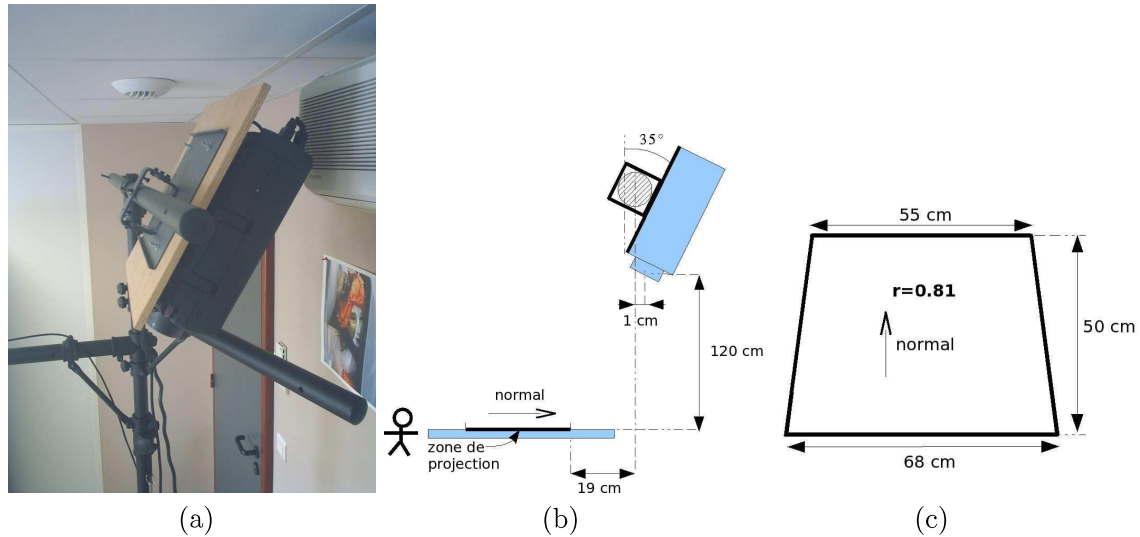 35°
1 cm
120 cm
normal
zone de
projection
19 cm
55 cm
r=0.81
normal
50 cm
68 cm
(a)
(b)
(c)